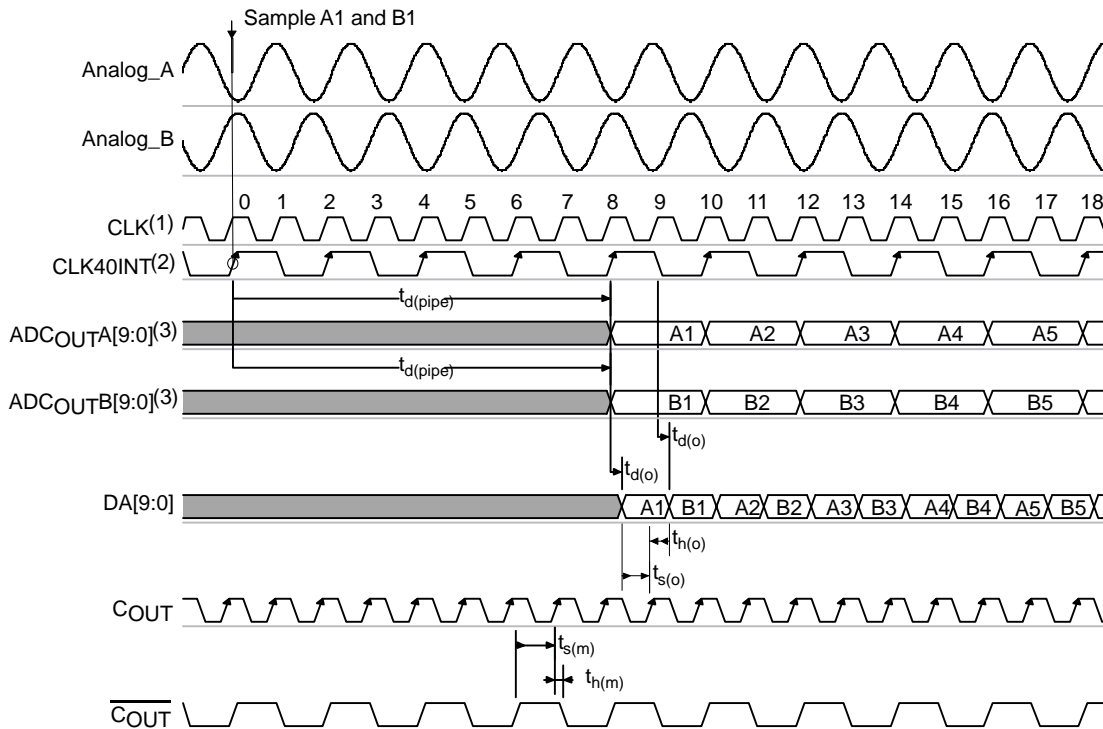 Sample A1 and B1
Analog_A
Analog_B
0 1 2 3 4 5 6 7 8 9 10 11 12 13 14 15 16 17 18
CLK(1)
CLK40INT(2)
td(pipe)
ADCOUTA[9:0](3) A1 A2 A3 A4 A5
td(pipe)
ADCOUTB[9:0](3) B1 B2 B3 B4 B5
td(o)
td(o)
DA[9:0] A1 B1 A2 B2 A3 B3 A4 B4 A5 B5
th(o)
ts(o)
COUT
ts(m)
th(m)
COUT